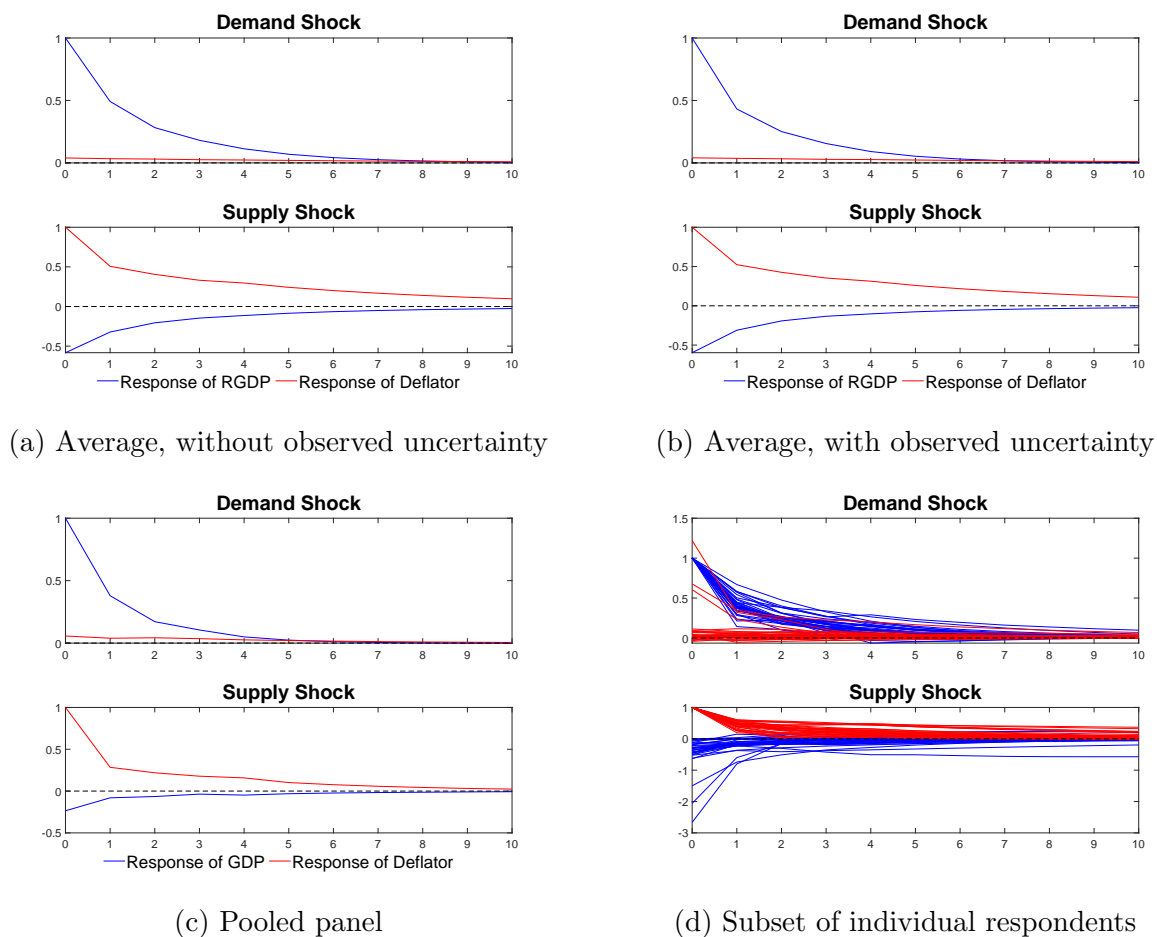 Demand Shock
1
0.5
0
0 1 2 3 4 5 6 7 8 9 10
Supply Shock
1
0.5
0
-0.5
0 1 2 3 4 5 6 7 8 9 10
Response of RGDP Response of Deflator
(a) Average, without observed uncertainty
Demand Shock
1
0.5
0
0 1 2 3 4 5 6 7 8 9 10
Supply Shock
1
0.5
0
-0.5
0 1 2 3 4 5 6 7 8 9 10
Response of RGDP Response of Deflator
(b) Average, with observed uncertainty
Demand Shock
1
0.5
0
0 1 2 3 4 5 6 7 8 9 10
Supply Shock
1
0.5
0
-0.5
0 1 2 3 4 5 6 7 8 9 10
Response of GDP Response of Deflator
(c) Pooled panel
Demand Shock
1.5
1
0.5
0
0 1 2 3 4 5 6 7 8 9 10
Supply Shock
1
0
-1
-2
-3
0 1 2 3 4 5 6 7 8 9 10
(d) Subset of individual respondents